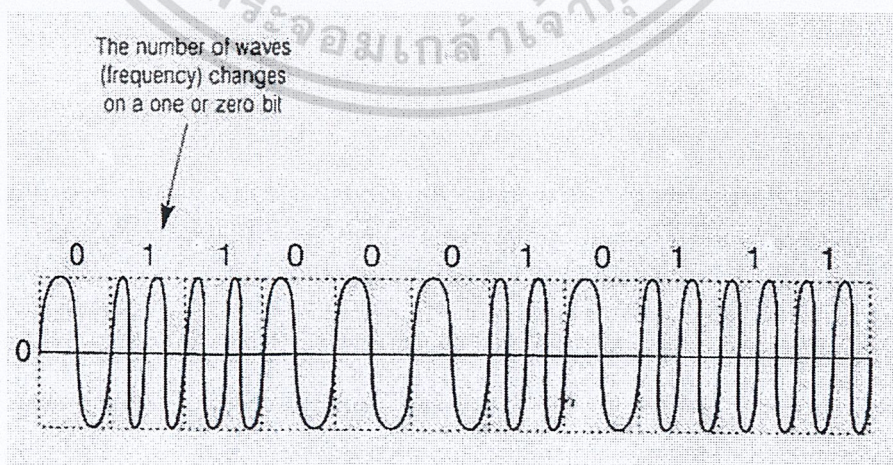 The number of waves
(frequency) changes
on a one or zero bit
0 1 1 0 0 0 1 0 1 1 1
0